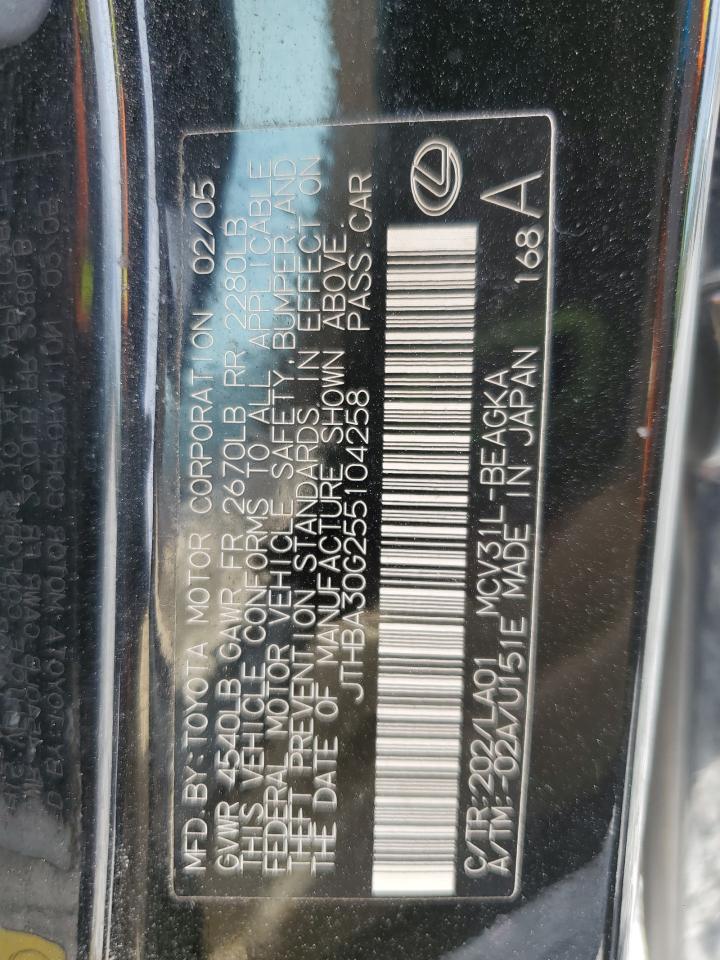 MFD BY:TOYOTA MOTOR CORPORATION 02/05
GVWR 4540LB GAWR FR 2670LB RR 2280LB
THIS VEHICLE CONFORMS TO ALL APPLICABLE
FEDERAL MOTOR VEHICLE SAFETY,BUMPER,AND
THEFT PREVENTION STANDARDS, IN EFFECT ON
THE DATE OF MANUFACTURE SHOWN ABOVE.
JTHBA30G255104258 PASS.CAR
C/TR:202/LA01 MCV31L-BEAGKA 168A
A/TM:-02A/U151E MADE IN JAPAN